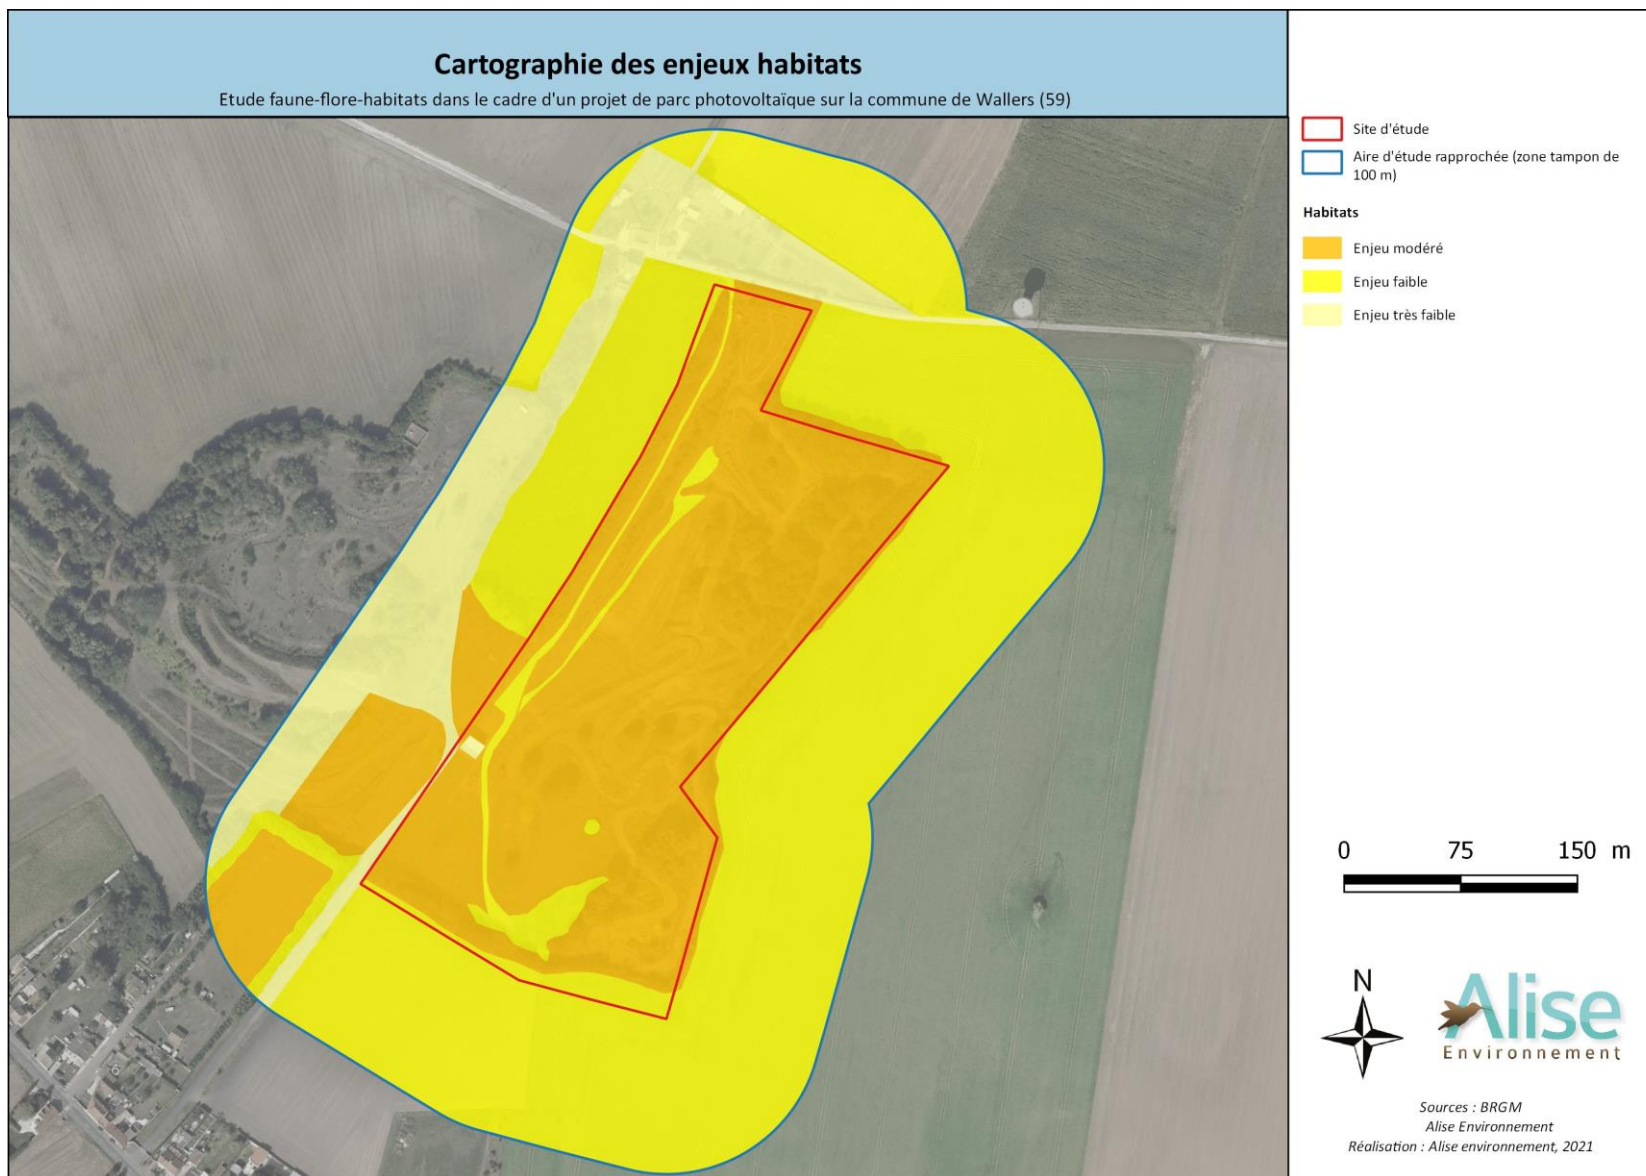 Cartographie des enjeux habitats
Etude faune-flore-habitats dans le cadre d'un projet de parc photovoltaïque sur la commune de Wallers (59)
Site d'étude
Aire d'étude rapprochée (zone tampon de
100 m)
Habitats
Enjeu modéré
Enjeu faible
Enjeu très faible
0 75 150 m
N
Alise
Environnement
Sources : BRGM
Alise Environnement
Réalisation : Alise environnement, 2021